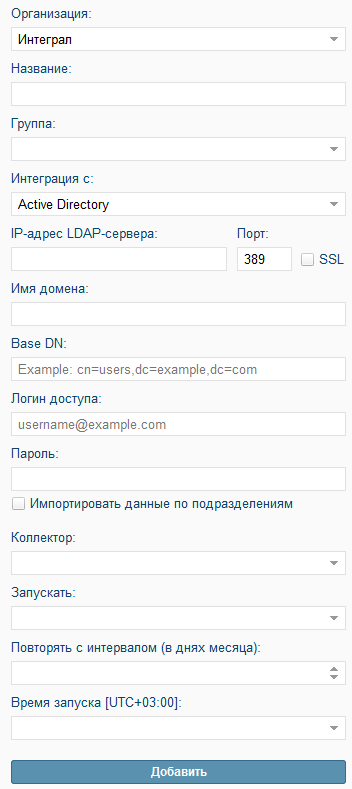 Организация:
Интеграл
Название:
Группа:
Интеграция с:
Active Directory
IP-адрес LDAP-сервера: Порт:
389 SSL
Имя домена:
Base DN:
Example: cn=users,dc=example,dc=com
Логин доступа:
username@example.com
Пароль:
Импортировать данные по подразделениям
Коллектор:
Запускать:
Повторять с интервалом (в днях месяца):
Время запуска [UTC+03:00]:
Добавить